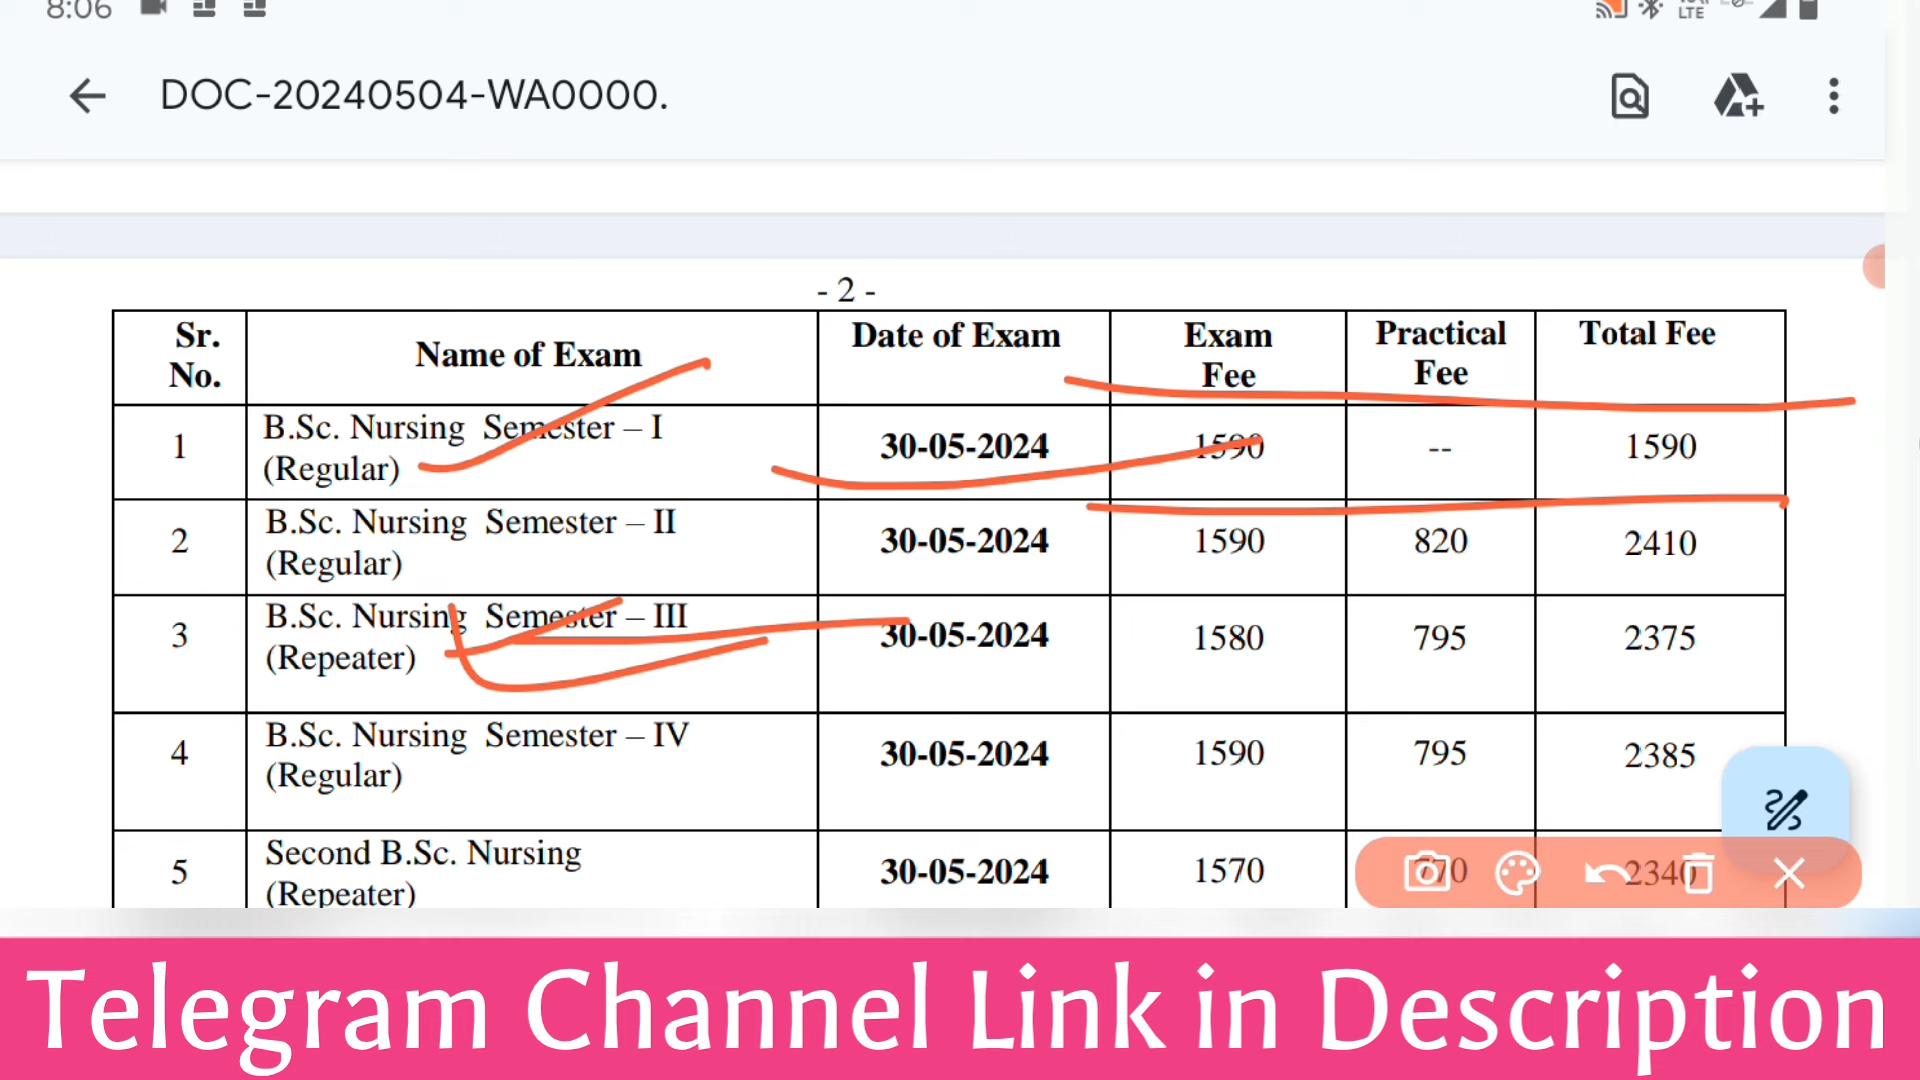 8:06
LTE
DOC-20240504-WA0000.
- 2 -
Sr. No. Name of Exam Date of Exam Exam Fee Practical Fee Total Fee
1 B.Sc. Nursing Semester – I (Regular) 30-05-2024 1590 -- 1590
2 B.Sc. Nursing Semester – II (Regular) 30-05-2024 1590 820 2410
3 B.Sc. Nursing Semester – III (Repeater) 30-05-2024 1580 795 2375
4 B.Sc. Nursing Semester – IV (Regular) 30-05-2024 1590 795 2385
5 Second B.Sc. Nursing (Repeater) 30-05-2024 1570 770 2340
Telegram Channel Link in Description